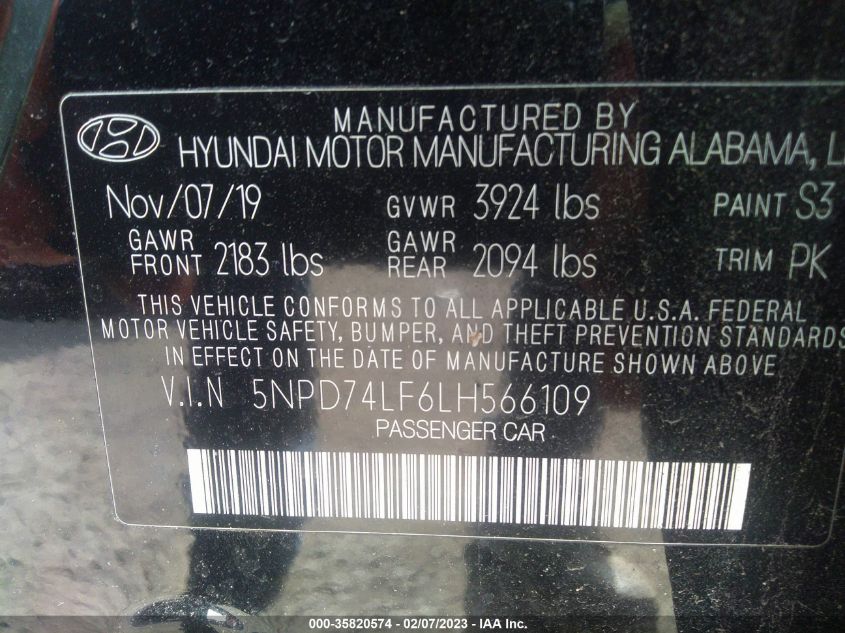 MANUFACTURED BY
HYUNDAI MOTOR MANUFACTURING ALABAMA,
Nov/07/19 GVWR 3924 lbs PAINT S3
GAWR FRONT 2183 lbs GAWR REAR 2094 lbs TRIM PK
THIS VEHICLE CONFORMS TO ALL APPLICABLE U.S.A. FEDERAL
MOTOR VEHICLE SAFETY, BUMPER, AND THEFT PREVENTION STANDARDS
IN EFFECT ON THE DATE OF MANUFACTURE SHOWN ABOVE
V.I.N 5NPD74LF6LH566109
PASSENGER CAR
000-35820574 - 02/07/2023 - IAA Inc.